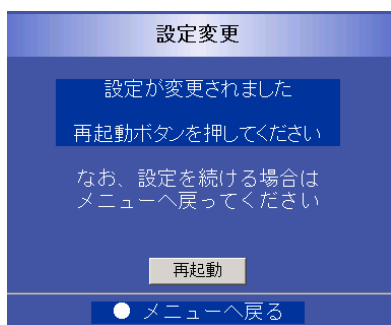 設定変更
設定が変更されました
再起動ボタンを押してください
なお、設定を続ける場合は
メニューへ戻ってください
再起動
メニューへ戻る